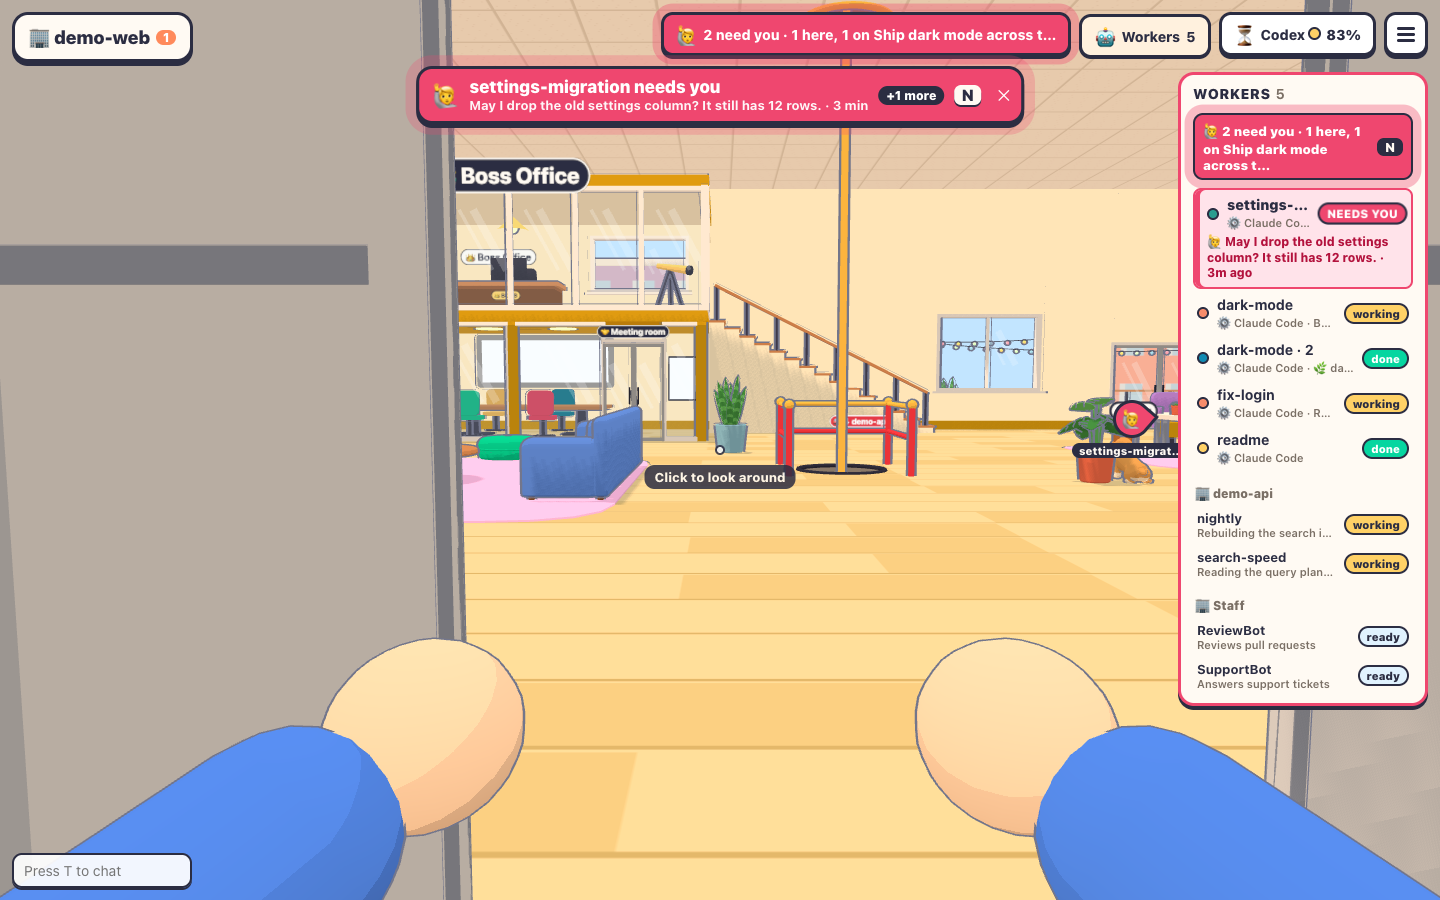 demo-web 1
2 need you · 1 here, 1 on Ship dark mode across t...
Workers 5
Codex 83%
settings-migration needs you
May I drop the old settings column? It still has 12 rows. · 3 min
+1 more
N
WORKERS 5
2 need you · 1 here, 1
on Ship dark mode
across t...
N
settings-...
NEEDS YOU
Claude Co...
May I drop the old settings
column? It still has 12 rows. ·
3m ago
dark-mode
working
Claude Code · B...
dark-mode · 2
done
Claude Code · 🌿 da...
fix-login
working
Claude Code · R...
readme
done
Claude Code
demo-api
nightly
working
Rebuilding the search i...
search-speed
working
Reading the query plan...
Staff
ReviewBot
ready
Reviews pull requests
SupportBot
ready
Answers support tickets
Boss Office
Meeting room
settings-migrat..
Click to look around
Press T to chat